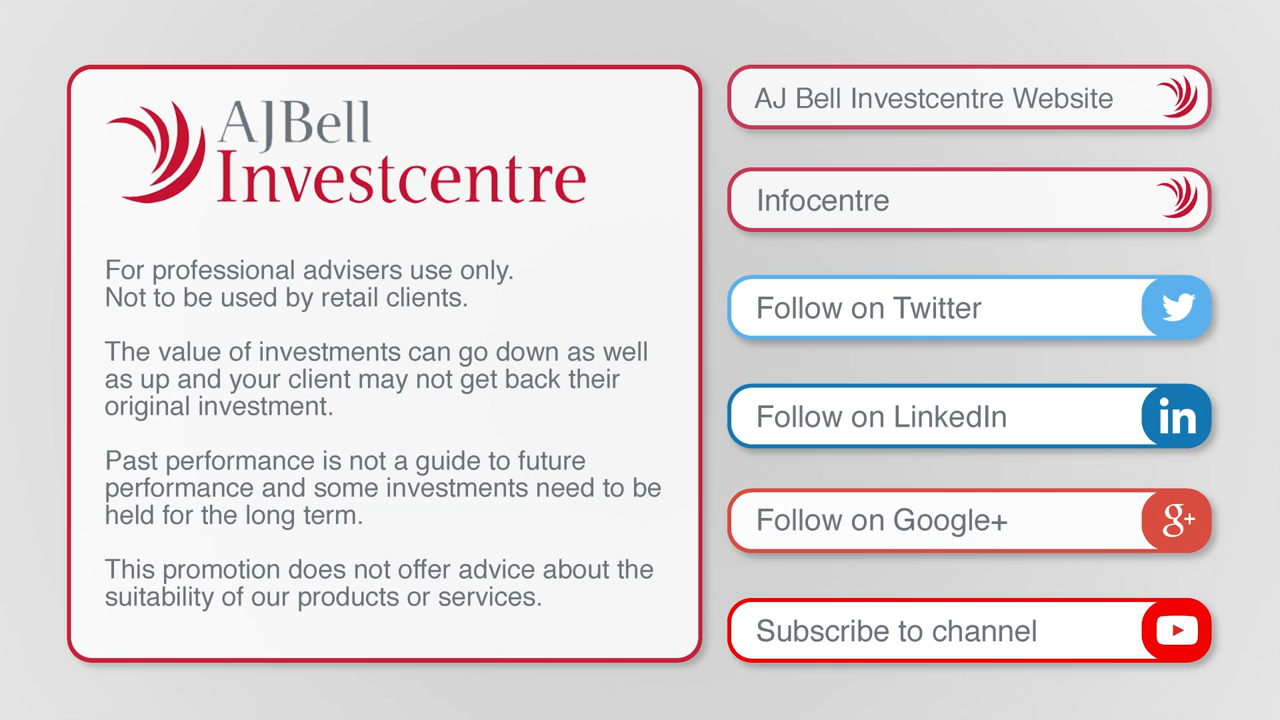 AJBell
Investcentre
For professional advisers use only.
Not to be used by retail clients.
The value of investments can go down as well
as up and your client may not get back their
original investment.
Past performance is not a guide to future
performance and some investments need to be
held for the long term.
This promotion does not offer advice about the
suitability of our products or services.
AJ Bell Investcentre Website
Infocentre
Follow on Twitter
Follow on LinkedIn
in
Follow on Google+
g+
Subscribe to channel